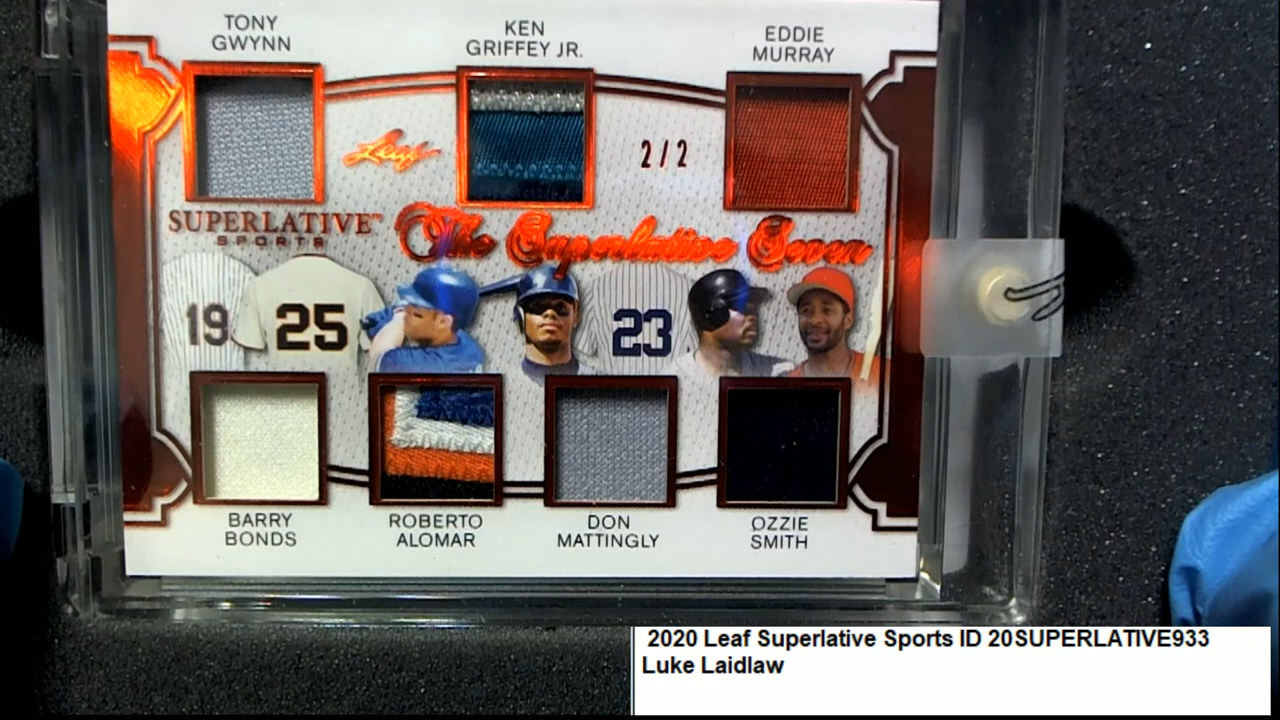 TONY
GWYNN
KEN
GRIFFEY JR.
EDDIE
MURRAY
Leaf
2/2
SUPERLATIVE™
SPORTS
The Superlative Seven
19
25
23
BARRY
BONDS
ROBERTO
ALOMAR
DON
MATTINGLY
OZZIE
SMITH
2020 Leaf Superlative Sports ID 20SUPERLATIVE933
Luke Laidlaw